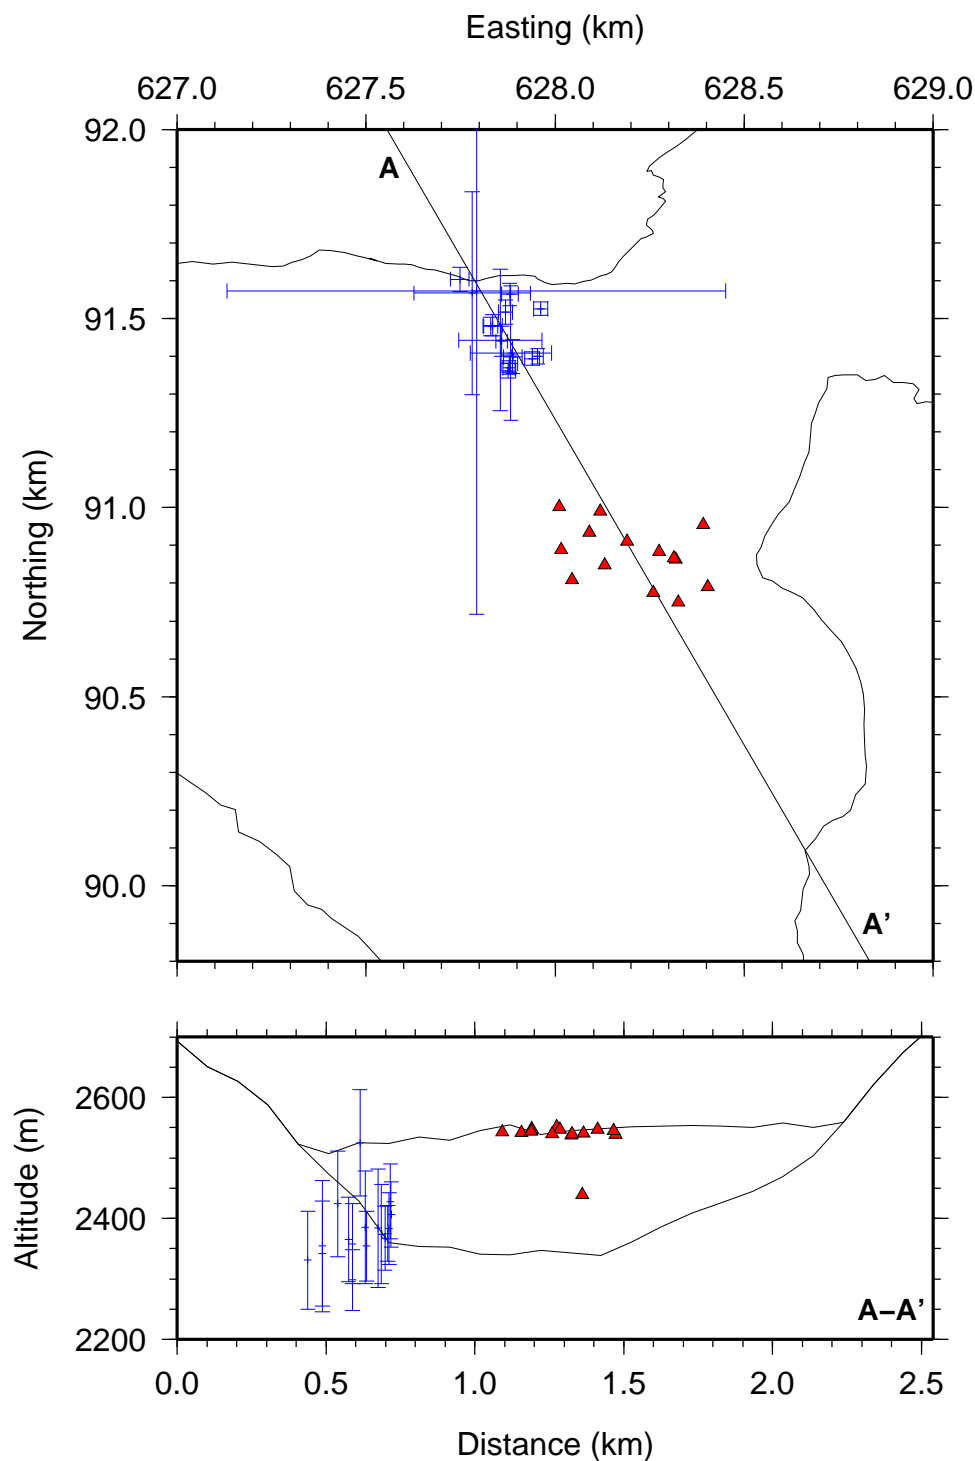 Easting (km)
627.0 627.5 628.0 628.5 629.0
92.0
A
91.5
91.0
Northing (km)
90.5
90.0
A’
2600
2400
Altitude (m)
A–A’
2200
0.0 0.5 1.0 1.5 2.0 2.5
Distance (km)